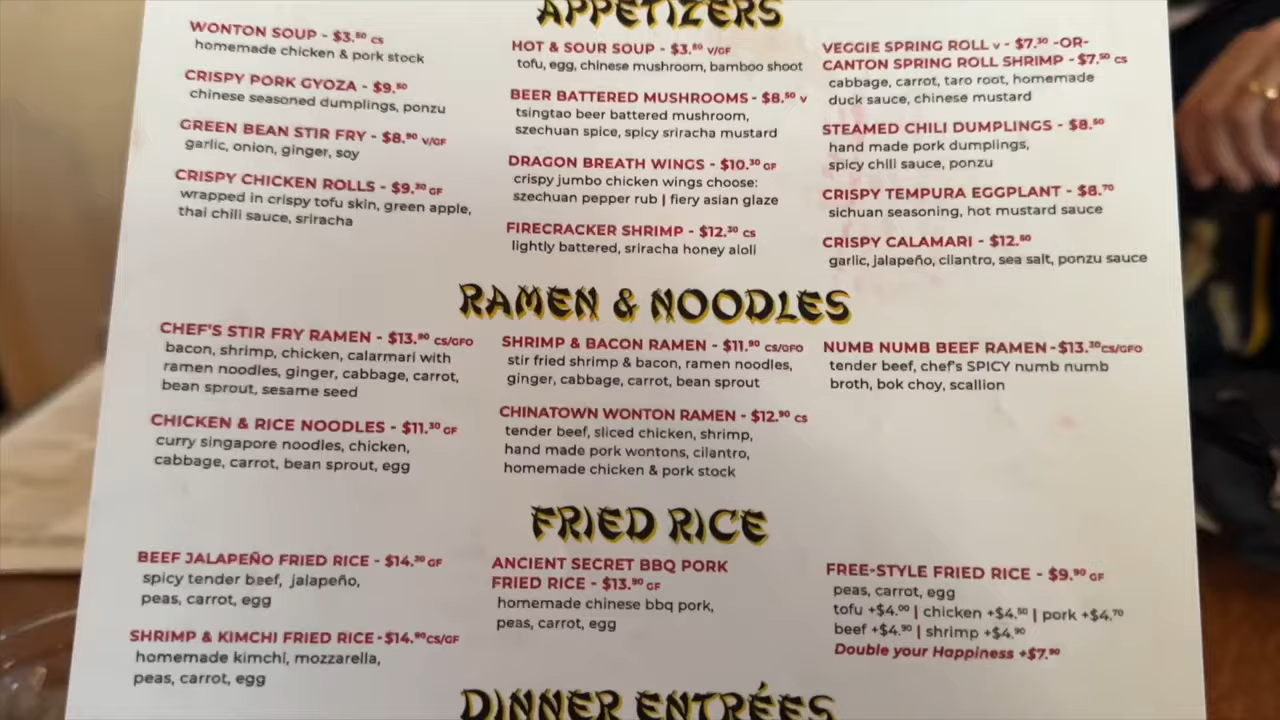 APPETIZERS
WONTON SOUP - $3.80 CS
homemade chicken & pork stock
CRISPY PORK GYOZA - $9.50
chinese seasoned dumplings, ponzu
GREEN BEAN STIR FRY - $8.90 V/GF
garlic, onion, ginger, soy
CRISPY CHICKEN ROLLS - $9.30 GF
wrapped in crispy tofu skin, green apple,
thai chili sauce, sriracha
HOT & SOUR SOUP - $3.80 V/GF
tofu, egg, chinese mushroom, bamboo shoot
BEER BATTERED MUSHROOMS - $8.50 V
tsingtao beer battered mushroom,
szechuan spice, spicy sriracha mustard
DRAGON BREATH WINGS - $10.30 GF
crispy jumbo chicken wings choose:
szechuan pepper rub | fiery asian glaze
FIRECRACKER SHRIMP - $12.30 CS
lightly battered, sriracha honey aioli
VEGGIE SPRING ROLL V - $7.30 -OR-
CANTON SPRING ROLL SHRIMP - $7.50 CS
cabbage, carrot, taro root, homemade
duck sauce, chinese mustard
STEAMED CHILI DUMPLINGS - $8.50
hand made pork dumplings,
spicy chili sauce, ponzu
CRISPY TEMPURA EGGPLANT - $8.70
sichuan seasoning, hot mustard sauce
CRISPY CALAMARI - $12.50
garlic, jalapeño, cilantro, sea salt, ponzu sauce
RAMEN & NOODLES
CHEF'S STIR FRY RAMEN - $13.90 CS/GFO
bacon, shrimp, chicken, calarmari with
ramen noodles, ginger, cabbage, carrot,
bean sprout, sesame seed
CHICKEN & RICE NOODLES - $11.30 GF
curry singapore noodles, chicken,
cabbage, carrot, bean sprout, egg
SHRIMP & BACON RAMEN - $11.90 CS/GFO
stir fried shrimp & bacon, ramen noodles,
ginger, cabbage, carrot, bean sprout
CHINATOWN WONTON RAMEN - $12.90 CS
tender beef, sliced chicken, shrimp,
hand made pork wontons, cilantro,
homemade chicken & pork stock
NUMB NUMB BEEF RAMEN - $13.30 CS/GFO
tender beef, chef's SPICY numb numb
broth, bok choy, scallion
FRIED RICE
BEEF JALAPEÑO FRIED RICE - $14.30 GF
spicy tender beef, jalapeño,
peas, carrot, egg
SHRIMP & KIMCHI FRIED RICE - $14.90 CS/GF
homemade kimchi, mozzarella,
peas, carrot, egg
ANCIENT SECRET BBQ PORK
FRIED RICE - $13.90 GF
homemade chinese bbq pork,
peas, carrot, egg
FREE-STYLE FRIED RICE - $9.90 GF
peas, carrot, egg
tofu +$4.00 | chicken +$4.50 | pork +$4.70
beef +$4.90 | shrimp +$4.90
Double your Happiness +$7.90
DINNER ENTRÉES